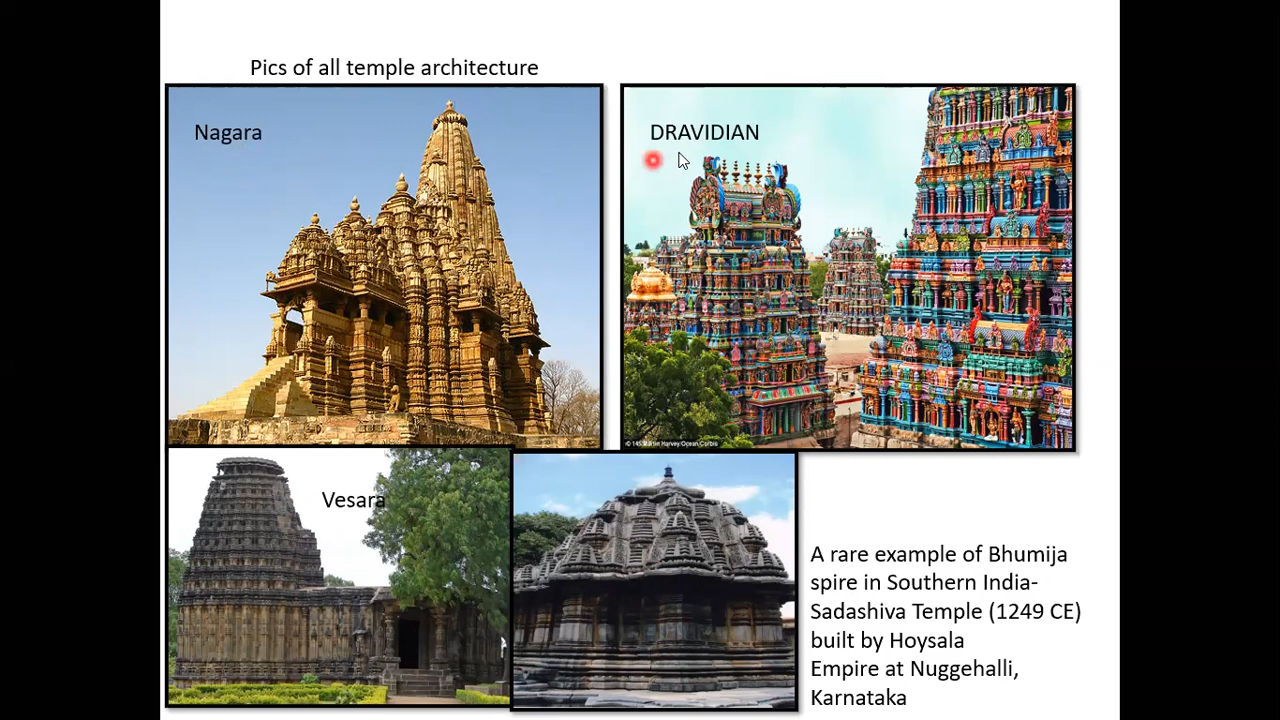 Pics of all temple architecture
Nagara
DRAVIDIAN
Vesara
A rare example of Bhumija
spire in Southern India-
Sadashiva Temple (1249 CE)
built by Hoysala
Empire at Nuggehalli,
Karnataka